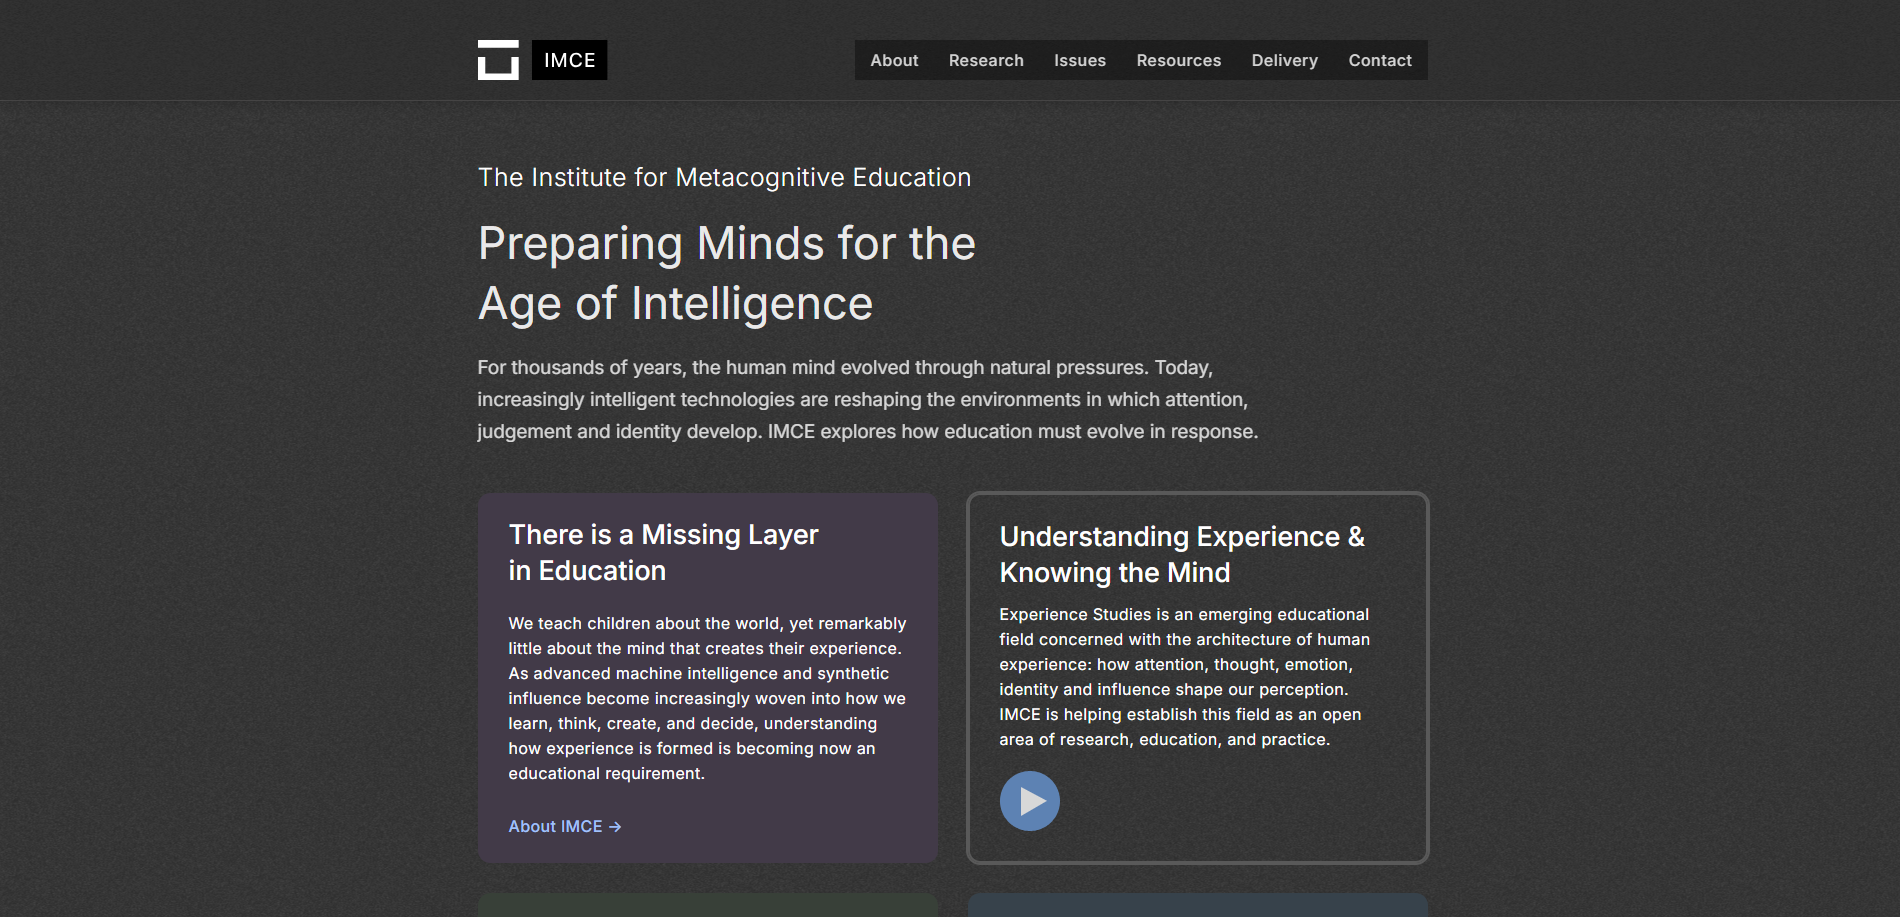 IMCE
About Research Issues Resources Delivery Contact
The Institute for Metacognitive Education
Preparing Minds for the
Age of Intelligence
For thousands of years, the human mind evolved through natural pressures. Today,
increasingly intelligent technologies are reshaping the environments in which attention,
judgement and identity develop. IMCE explores how education must evolve in response.
There is a Missing Layer
in Education
We teach children about the world, yet remarkably
little about the mind that creates their experience.
As advanced machine intelligence and synthetic
influence become increasingly woven into how we
learn, think, create, and decide, understanding
how experience is formed is becoming now an
educational requirement.
About IMCE →
Understanding Experience &
Knowing the Mind
Experience Studies is an emerging educational
field concerned with the architecture of human
experience: how attention, thought, emotion,
identity and influence shape our perception.
IMCE is helping establish this field as an open
area of research, education, and practice.